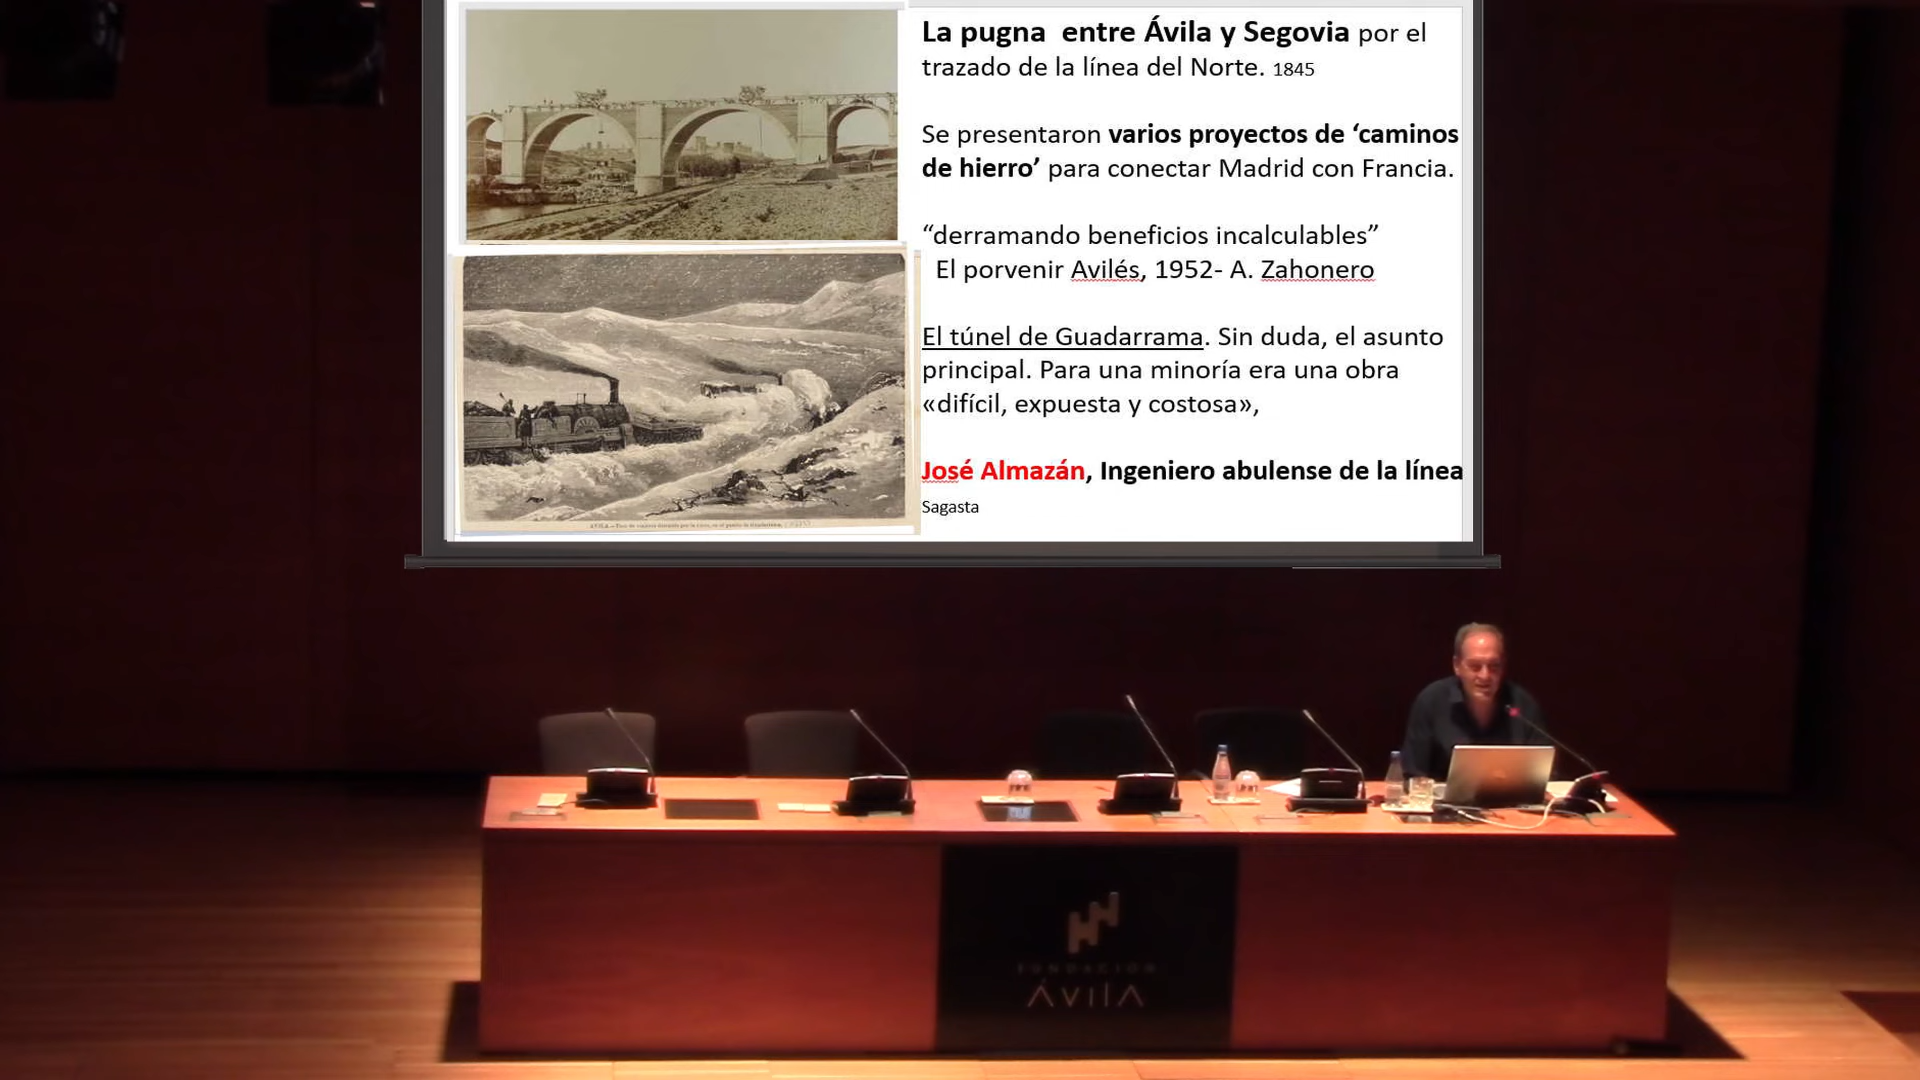 La pugna  entre Ávila y Segovia por el
trazado de la línea del Norte. 1845
Se presentaron varios proyectos de ‘caminos
de hierro’ para conectar Madrid con Francia.
“derramando beneficios incalculables”
El porvenir Avilés, 1952- A. Zahonero
El túnel de Guadarrama. Sin duda, el asunto
principal. Para una minoría era una obra
«difícil, expuesta y costosa»,
José Almazán, Ingeniero abulense de la línea
Sagasta
FUNDACIÓN
ÁVILA